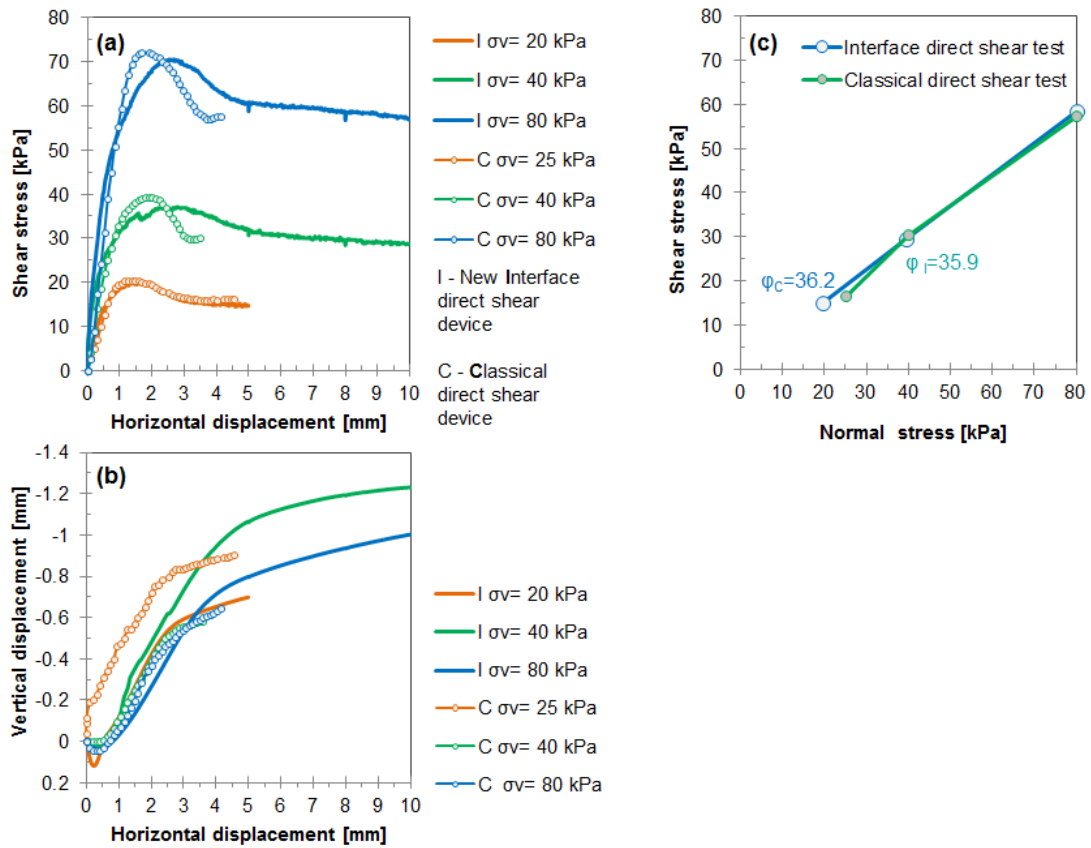 (a)
80
70
60
50
40
30
20
10
0
Shear stress [kPa]
0 1 2 3 4 5 6 7 8 9 10
Horizontal displacement [mm]
I σv= 20 kPa
I σv= 40 kPa
I σv= 80 kPa
C σv= 25 kPa
C σv= 40 kPa
C σv= 80 kPa
I - New Interface
direct shear
device
C - Classical
direct shear
device
(c)
Interface direct shear test
Classical direct shear test
80
70
60
50
40
30
20
10
0
Shear stress [kPa]
φC=36.2
φ I=35.9
0 10 20 30 40 50 60 70 80
Normal stress [kPa]
(b)
-1.4
-1.2
-1
-0.8
-0.6
-0.4
-0.2
0
0.2
Vertical displacement [mm]
0 1 2 3 4 5 6 7 8 9 10
Horizontal displacement [mm]
I σv= 20 kPa
I σv= 40 kPa
I σv= 80 kPa
C σv= 25 kPa
C σv= 40 kPa
C σv= 80 kPa